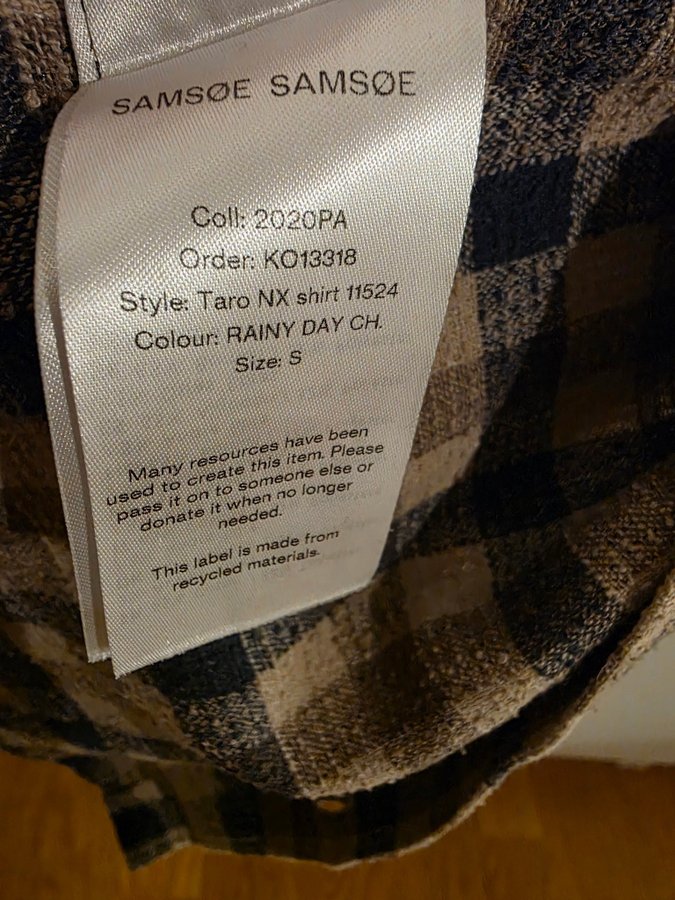 SAMSØE SAMSØE
Coll: 2020PA
Order: KO13318
Style: Taro NX shirt 11524
Colour: RAINY DAY CH.
Size: S
Many resources have been
used to create this item. Please
pass it on to someone else or
donate it when no longer
needed.
This label is made from
recycled materials.